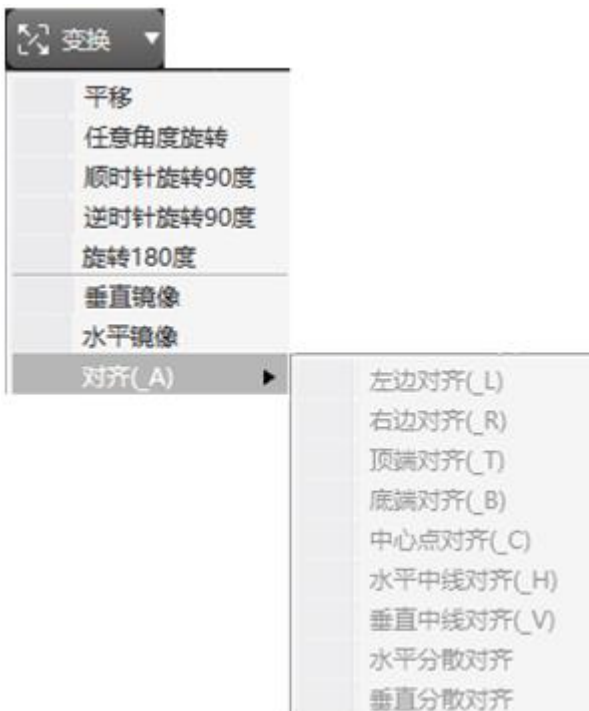 变换
平移
任意角度旋转
顺时针旋转90度
逆时针旋转90度
旋转180度
垂直镜像
水平镜像
对齐(_A)
左边对齐(_L)
右边对齐(_R)
顶端对齐(_T)
底端对齐(_B)
中心点对齐(_C)
水平中线对齐(_H)
垂直中线对齐(_V)
水平分散对齐
垂直分散对齐